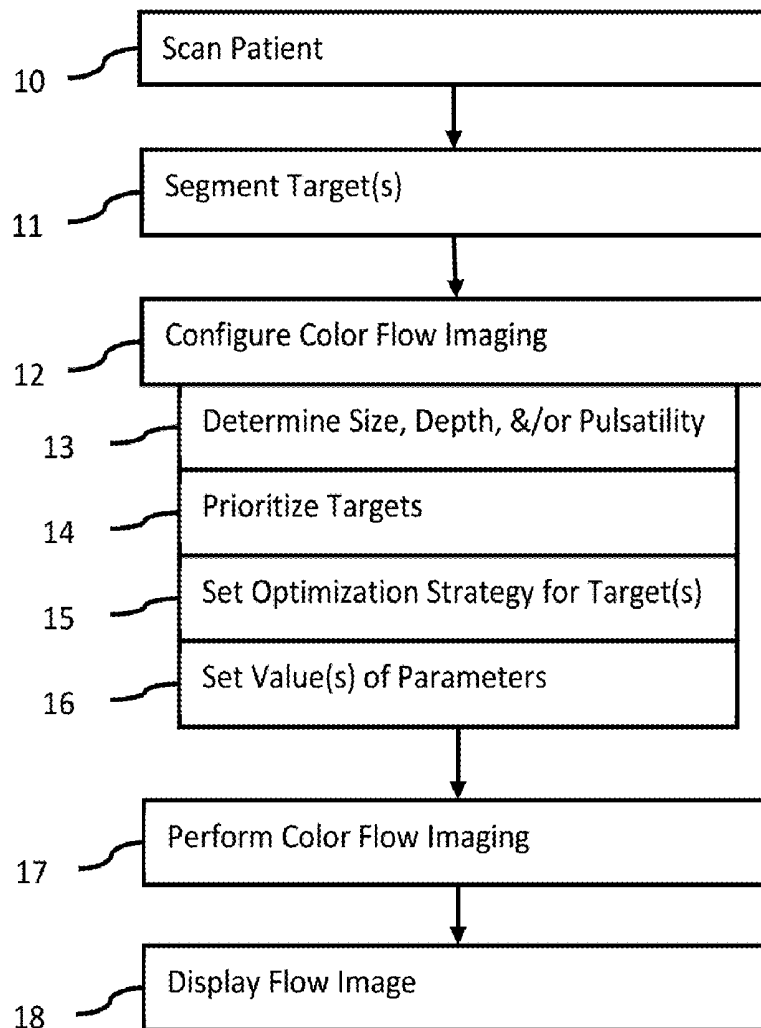 Scan Patient
10
Segment Target(s)
11
Configure Color Flow Imaging
12
Determine Size, Depth, &/or Pulsatility
13
Prioritize Targets
14
Set Optimization Strategy for Target(s)
15
Set Value(s) of Parameters
16
Perform Color Flow Imaging
17
Display Flow Image
18